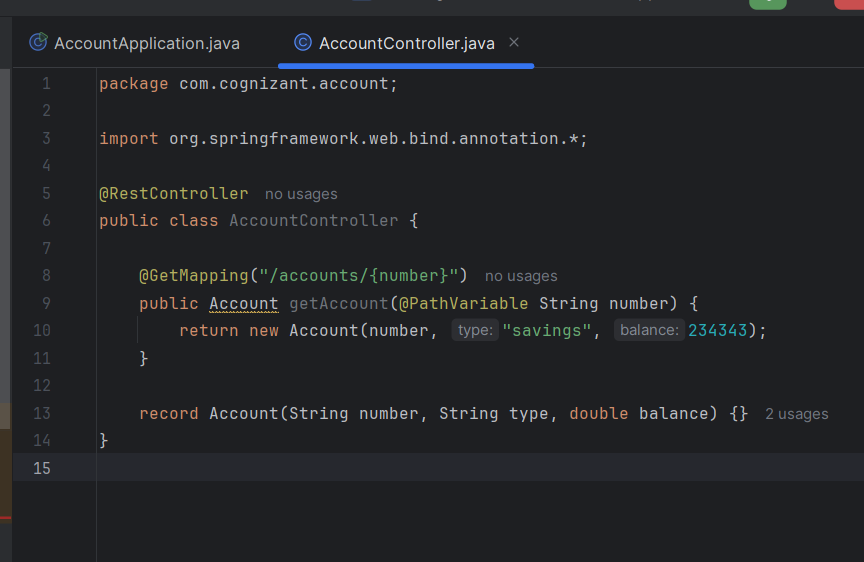 AccountApplication.java AccountController.java
1 package com.cognizant.account;
2
3 import org.springframework.web.bind.annotation.*;
4
5 @RestController no usages
6 public class AccountController {
7
8 @GetMapping("/accounts/{number}") no usages
9 public Account getAccount(@PathVariable String number) {
10 return new Account(number, type: "savings", balance: 234343);
11 }
12
13 record Account(String number, String type, double balance) {} 2 usages
14 }
15